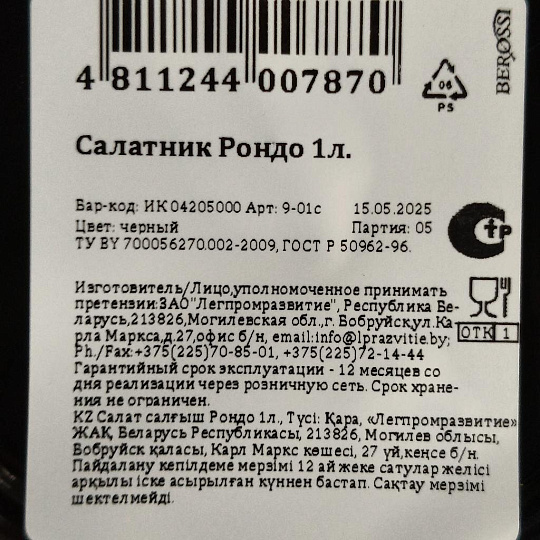 4 811244 007870
06
PS
BEROSSI
Салатник Рондо 1л.
Бар-код: ИК 04205000 Арт: 9-01с 15.05.2025
Цвет: черный Партия: 05
ТУ BY 700056270.002-2009, ГОСТ Р 50962-96.
Изготовитель/Лицо,уполномоченное принимать
претензии:ЗАО"Легпромразвитие", Республика Бе-
ларусь,213826,Могилевская обл.,г. Бобруйск,ул.Ка
рла Маркса,д.27,офис б/н, email:info@lprazvitie.by;
Ph./Fax:+375(225)70-85-01, +375(225)72-14-44
Гарантийный срок эксплуатации - 12 месяцев со
дня реализации через розничную сеть. Срок хране-
ния не ограничен.
ОТК 1
KZ Салат салғыш Рондо 1л., Түсі: Қара, «Легпромразвитие»
ЖАҚ, Беларусь Республикасы, 213826, Могилев облысы,
Бобруйск қаласы, Карл Маркс көшесі, 27 үй,кеңсе б/н.
Пайдалану кепілдеме мерзімі 12 ай жеке сатулар желісі
арқылы іске асырылған күннен бастап. Сақтау мерзімі
шектелмейді.